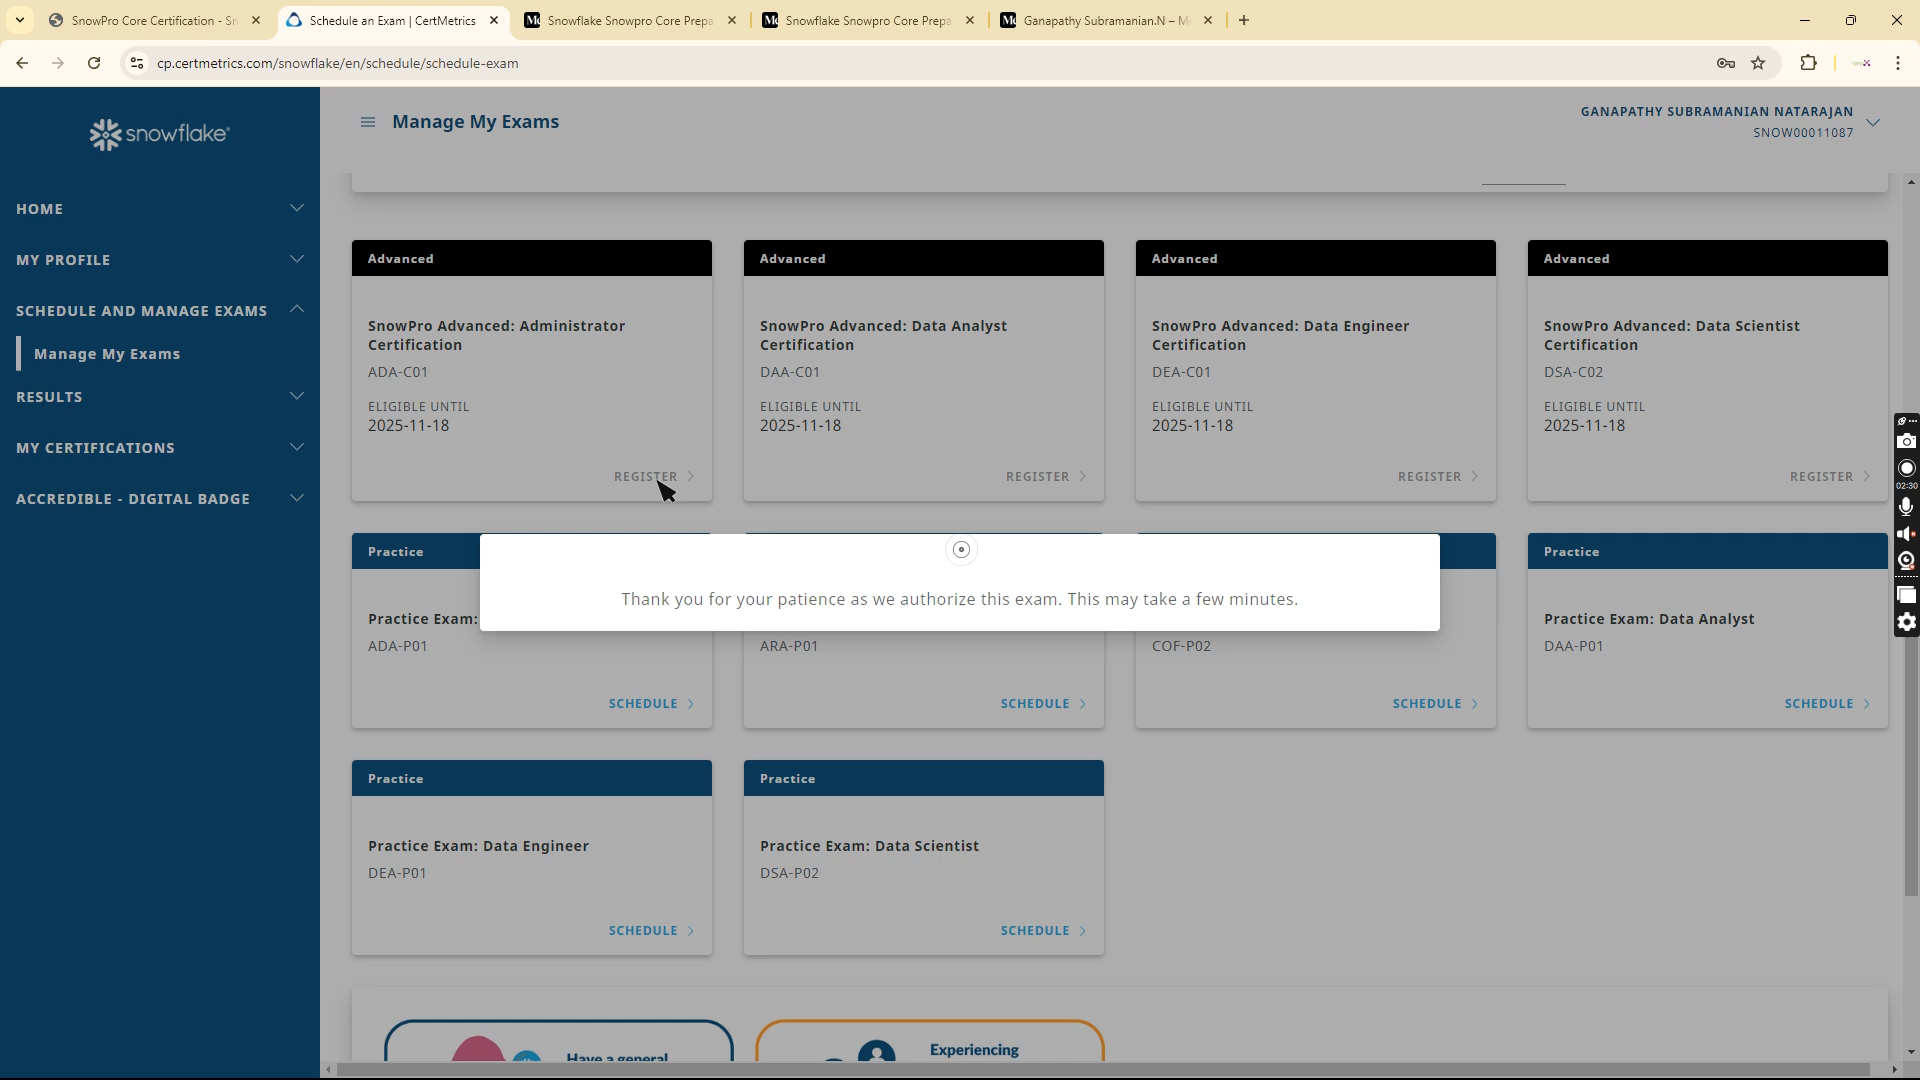 SnowPro Core Certification - Sn
Schedule an Exam | CertMetrics
Snowflake Snowpro Core Prepa
Snowflake Snowpro Core Prepa
Ganapathy Subramanian.N – M
cp.certmetrics.com/snowflake/en/schedule/schedule-exam
snowflake
Manage My Exams
GANAPATHY SUBRAMANIAN NATARAJAN
SNOW00011087
HOME
MY PROFILE
SCHEDULE AND MANAGE EXAMS
Manage My Exams
RESULTS
MY CERTIFICATIONS
ACCREDIBLE - DIGITAL BADGE
Advanced
SnowPro Advanced: Administrator
Certification
ADA-C01
ELIGIBLE UNTIL
2025-11-18
REGISTER
Advanced
SnowPro Advanced: Data Analyst
Certification
DAA-C01
ELIGIBLE UNTIL
2025-11-18
REGISTER
Advanced
SnowPro Advanced: Data Engineer
Certification
DEA-C01
ELIGIBLE UNTIL
2025-11-18
REGISTER
Advanced
SnowPro Advanced: Data Scientist
Certification
DSA-C02
ELIGIBLE UNTIL
2025-11-18
REGISTER
02:30
Thank you for your patience as we authorize this exam. This may take a few minutes.
Practice
Practice Exam:
ADA-P01
SCHEDULE
ARA-P01
SCHEDULE
COF-P02
SCHEDULE
Practice
Practice Exam: Data Analyst
DAA-P01
SCHEDULE
Practice
Practice Exam: Data Engineer
DEA-P01
SCHEDULE
Practice
Practice Exam: Data Scientist
DSA-P02
SCHEDULE
Have a general
Experiencing